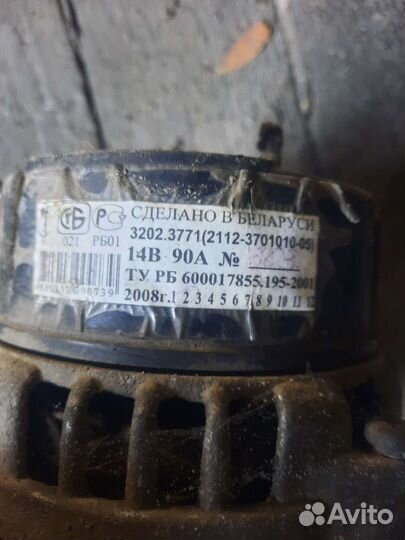 СДЕЛАНО В БЕЛАРУСИ
021 РБ01
3202.3771(2112-3701010-05)
14В 90А №
ТУ РБ 600017855.195-2001
2008г. 1 2 3 4 5 6 7 8 9 10 11 12
Avito